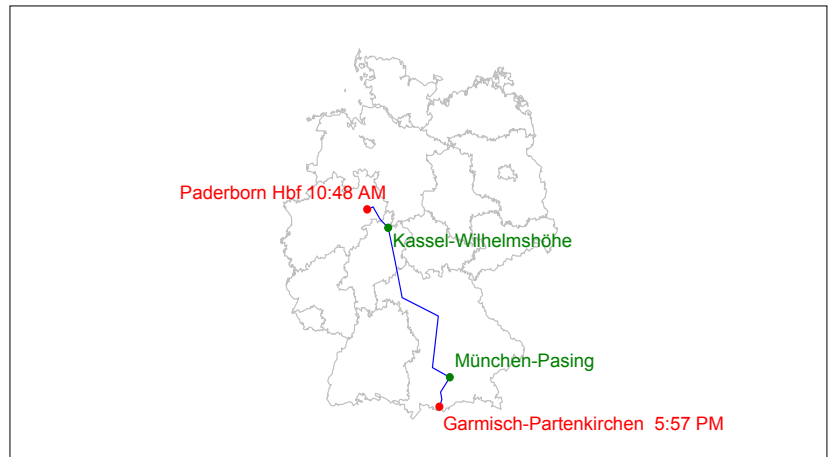 Paderborn Hbf 10:48 AM
Kassel-Wilhelmshöhe
München-Pasing
Garmisch-Partenkirchen  5:57 PM